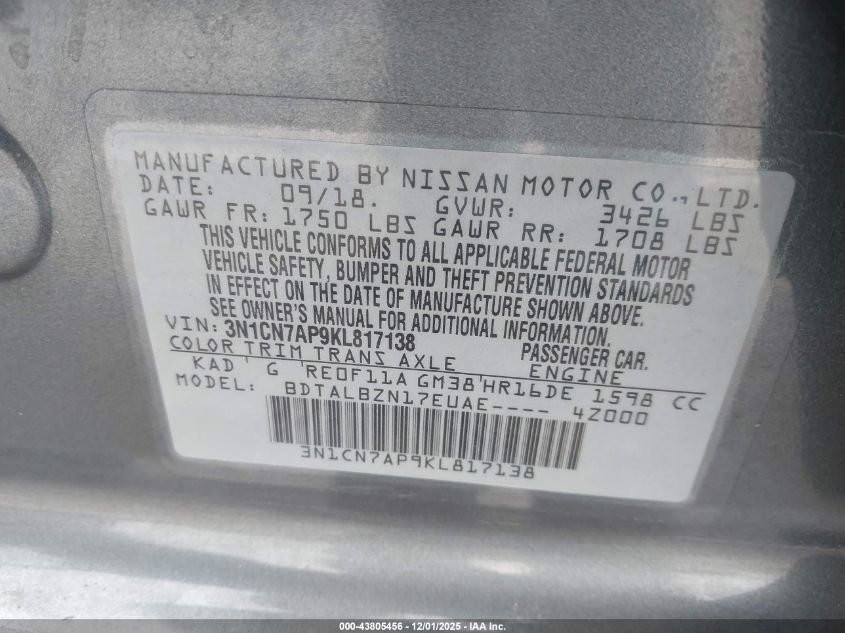 MANUFACTURED BY NISSAN MOTOR CO., LTD.
DATE: 09/18. GVWR: 3426 LBS
GAWR FR: 1750 LBS GAWR RR: 1708 LBS
THIS VEHICLE CONFORMS TO ALL APPLICABLE FEDERAL MOTOR
VEHICLE SAFETY, BUMPER AND THEFT PREVENTION STANDARDS
IN EFFECT ON THE DATE OF MANUFACTURE SHOWN ABOVE.
SEE OWNER'S MANUAL FOR ADDITIONAL INFORMATION.
VIN: 3N1CN7AP9KL817138 PASSENGER CAR.
COLOR TRIM TRANS AXLE ENGINE
KAD G RE0F11A GM38 HR16DE 1598 CC
MODEL: BDTALBZN17EUAE---- 4Z000
3N1CN7AP9KL817138
000-43805456 - 12/01/2025 - IAA Inc.